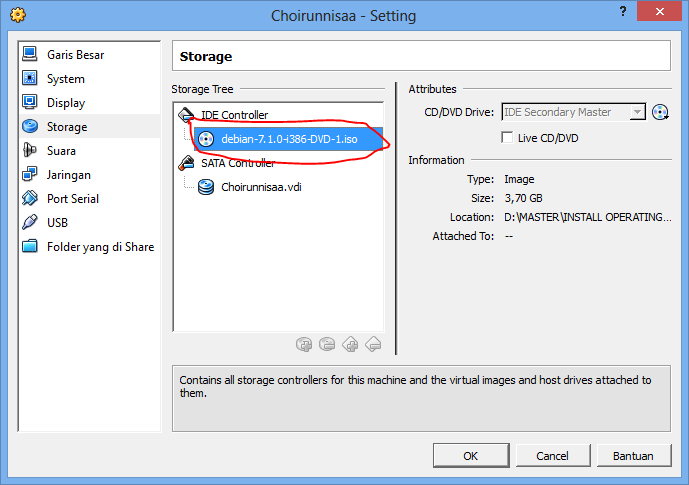 Choirunnisaa - Setting
?
Garis Besar
System
Display
Storage
Suara
Jaringan
Port Serial
USB
Folder yang di Share
Storage
Storage Tree
IDE Controller
debian-7.1.0-i386-DVD-1.iso
SATA Controller
Choirunnisaa.vdi
Attributes
CD/DVD Drive: IDE Secondary Master
Live CD/DVD
Information
Type: Image
Size: 3,70 GB
Location: D:\MASTER\INSTALL OPERATING...
Attached To: --
Contains all storage controllers for this machine and the virtual images and host drives attached to
them.
OK Cancel Bantuan